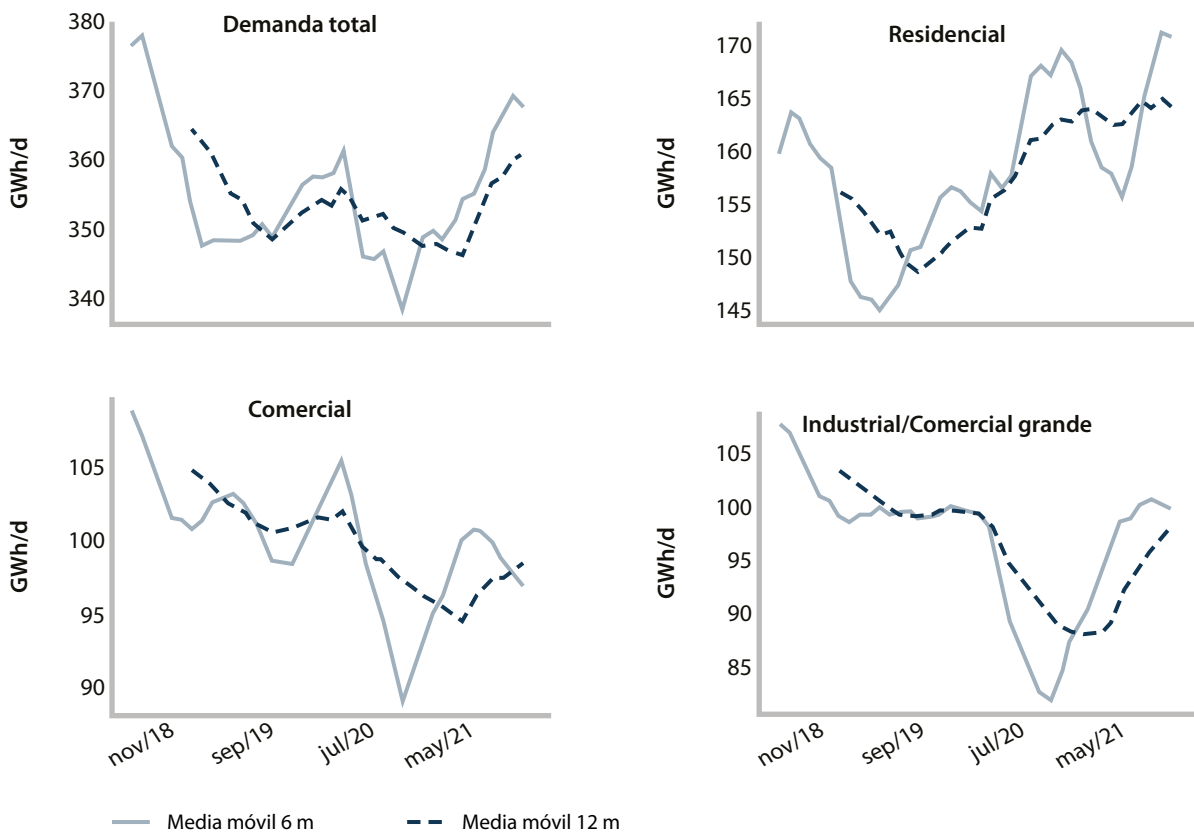 Demanda total
GWh/d
380
370
360
350
340
Residencial
GWh/d
170
165
160
155
150
145
Comercial
GWh/d
105
100
95
90
nov/18
sep/19
jul/20
may/21
Industrial/Comercial grande
GWh/d
105
100
95
90
85
nov/18
sep/19
jul/20
may/21
Media móvil 6 m
Media móvil 12 m